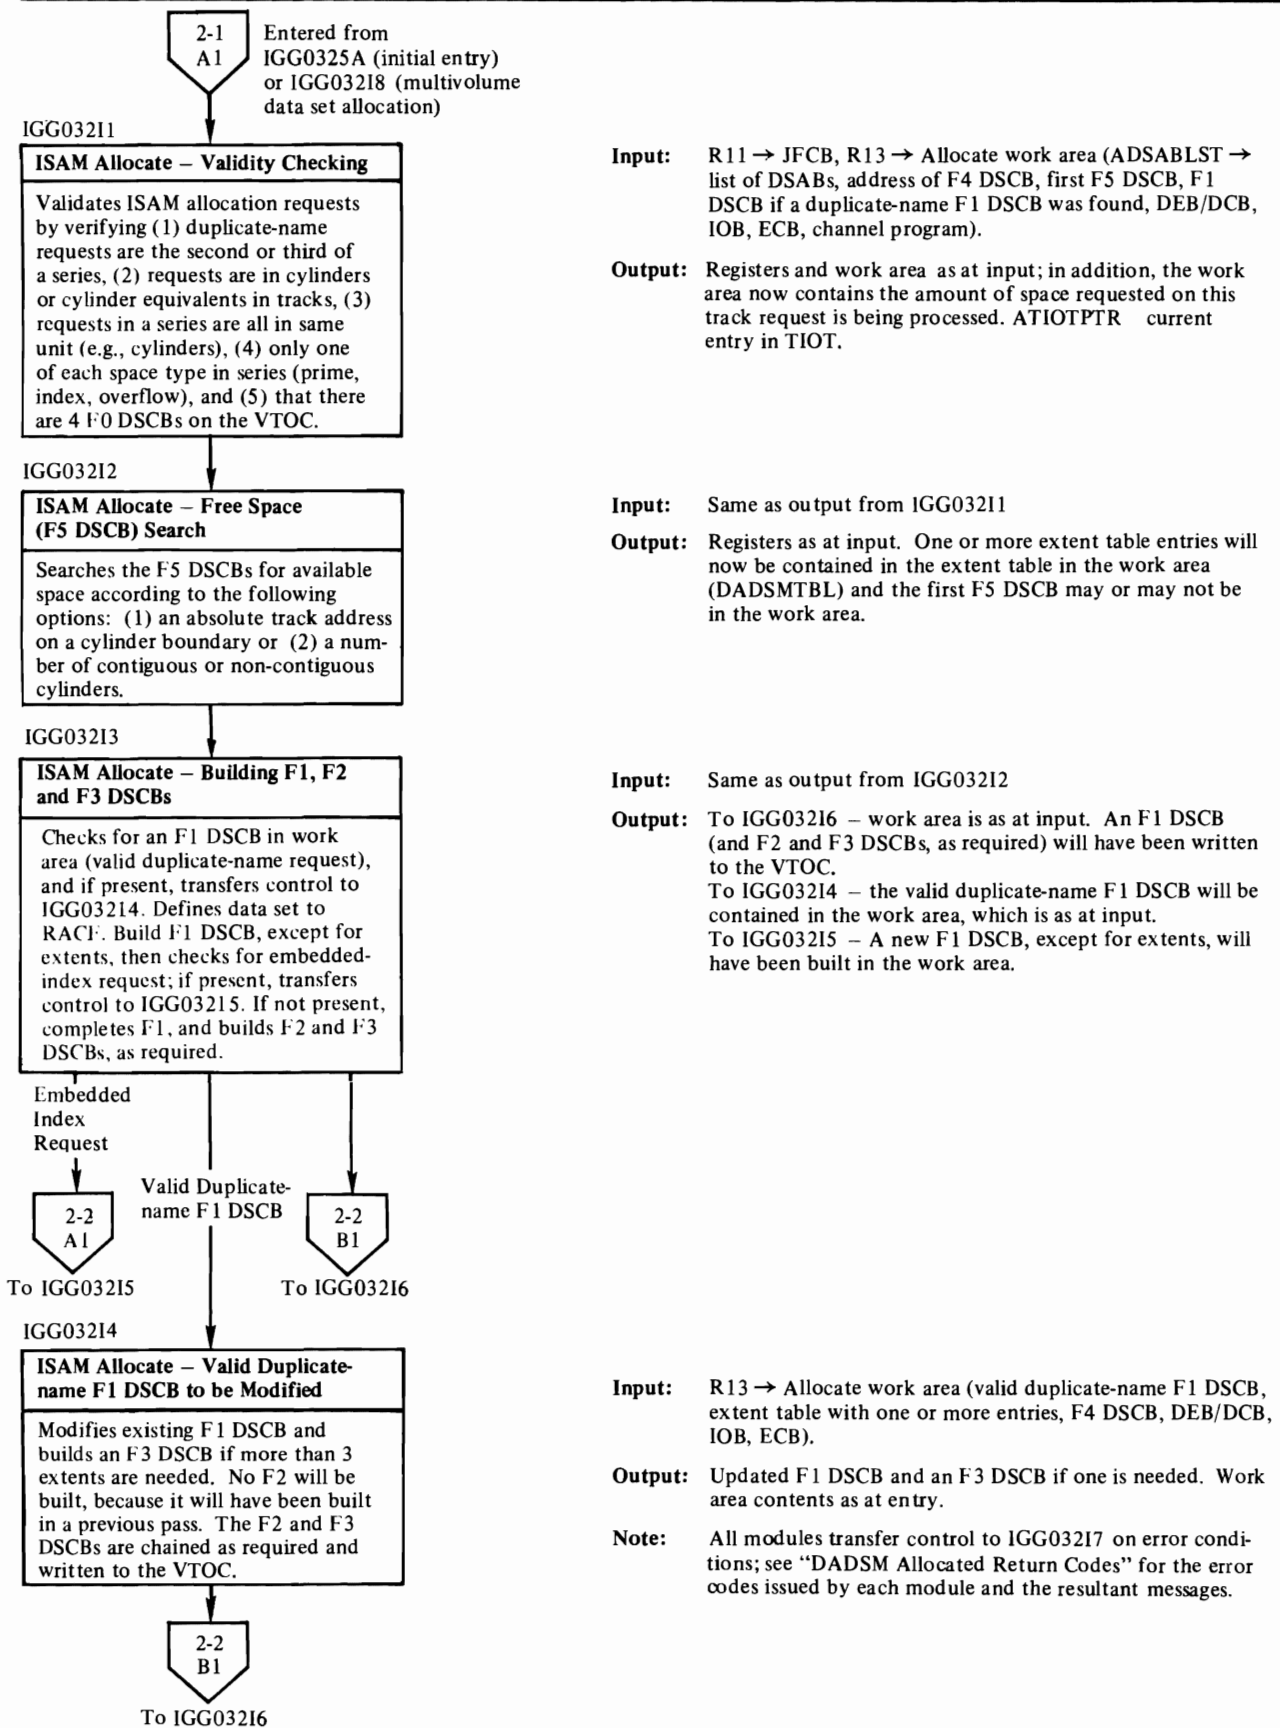 2-1
A1
Entered from
IGG0325A (initial entry)
or IGG032I8 (multivolume
data set allocation)
IGG032I1
ISAM Allocate – Validity Checking
Validates ISAM allocation requests
by verifying (1) duplicate-name
requests are the second or third of
a series, (2) requests are in cylinders
or cylinder equivalents in tracks, (3)
requests in a series are all in same
unit (e.g., cylinders), (4) only one
of each space type in series (prime,
index, overflow), and (5) that there
are 4 F0 DSCBs on the VTOC.
Input: R11 → JFCB, R13 → Allocate work area (ADSABLST →
list of DSABs, address of F4 DSCB, first F5 DSCB, F1
DSCB if a duplicate-name F1 DSCB was found, DEB/DCB,
IOB, ECB, channel program).
Output: Registers and work area as at input; in addition, the work
area now contains the amount of space requested on this
track request is being processed. ATIOTPTR current
entry in TIOT.
IGG032I2
ISAM Allocate – Free Space
(F5 DSCB) Search
Searches the F5 DSCBs for available
space according to the following
options: (1) an absolute track address
on a cylinder boundary or (2) a num-
ber of contiguous or non-contiguous
cylinders.
Input: Same as output from IGG032I1
Output: Registers as at input. One or more extent table entries will
now be contained in the extent table in the work area
(DADSMTBL) and the first F5 DSCB may or may not be
in the work area.
IGG032I3
ISAM Allocate – Building F1, F2
and F3 DSCBs
Checks for an F1 DSCB in work
area (valid duplicate-name request),
and if present, transfers control to
IGG032I4. Defines data set to
RACF. Build F1 DSCB, except for
extents, then checks for embedded-
index request; if present, transfers
control to IGG032I5. If not present,
completes F1, and builds F2 and F3
DSCBs, as required.
Input: Same as output from IGG032I2
Output: To IGG032I6 – work area is as at input. An F1 DSCB
(and F2 and F3 DSCBs, as required) will have been written
to the VTOC.
To IGG032I4 – the valid duplicate-name F1 DSCB will be
contained in the work area, which is as at input.
To IGG032I5 – A new F1 DSCB, except for extents, will
have been built in the work area.
Embedded
Index
Request
2-2
A1
To IGG032I5
Valid Duplicate-
name F1 DSCB
2-2
B1
To IGG032I6
IGG032I4
ISAM Allocate – Valid Duplicate-
name F1 DSCB to be Modified
Modifies existing F1 DSCB and
builds an F3 DSCB if more than 3
extents are needed. No F2 will be
built, because it will have been built
in a previous pass. The F2 and F3
DSCBs are chained as required and
written to the VTOC.
Input: R13 → Allocate work area (valid duplicate-name F1 DSCB,
extent table with one or more entries, F4 DSCB, DEB/DCB,
IOB, ECB).
Output: Updated F1 DSCB and an F3 DSCB if one is needed. Work
area contents as at entry.
Note: All modules transfer control to IGG032I7 on error condi-
tions; see “DADSM Allocated Return Codes” for the error
codes issued by each module and the resultant messages.
2-2
B1
To IGG032I6